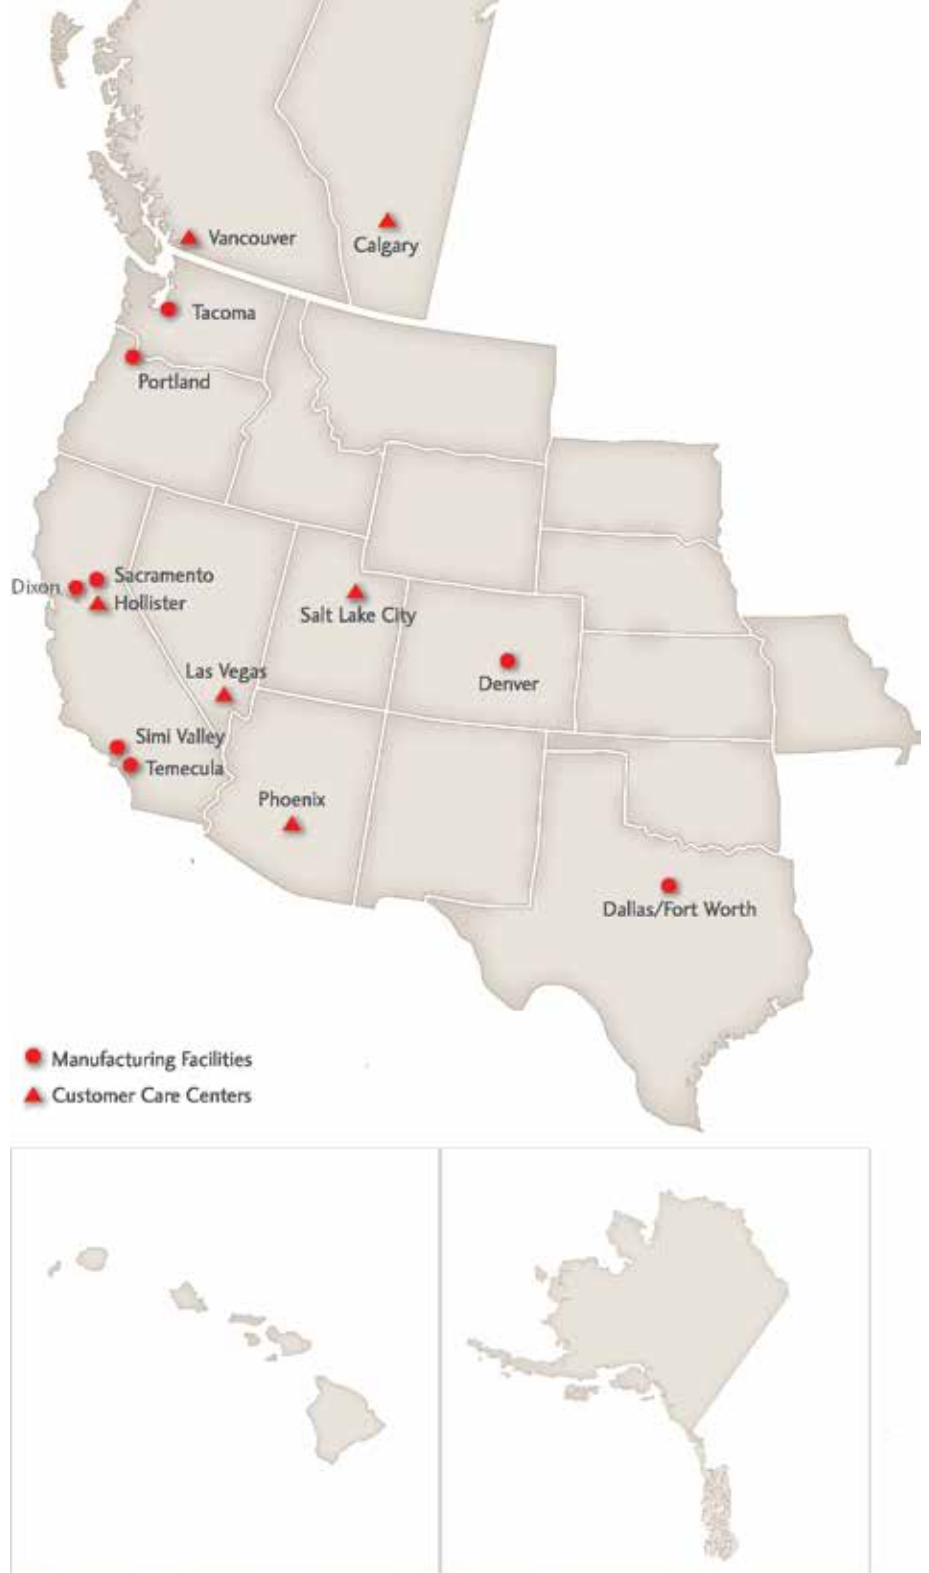 Vancouver
Calgary
Tacoma
Portland
Sacramento
Dixon
Hollister
Salt Lake City
Las Vegas
Denver
Simi Valley
Temecula
Phoenix
Dallas/Fort Worth
Manufacturing Facilities
Customer Care Centers